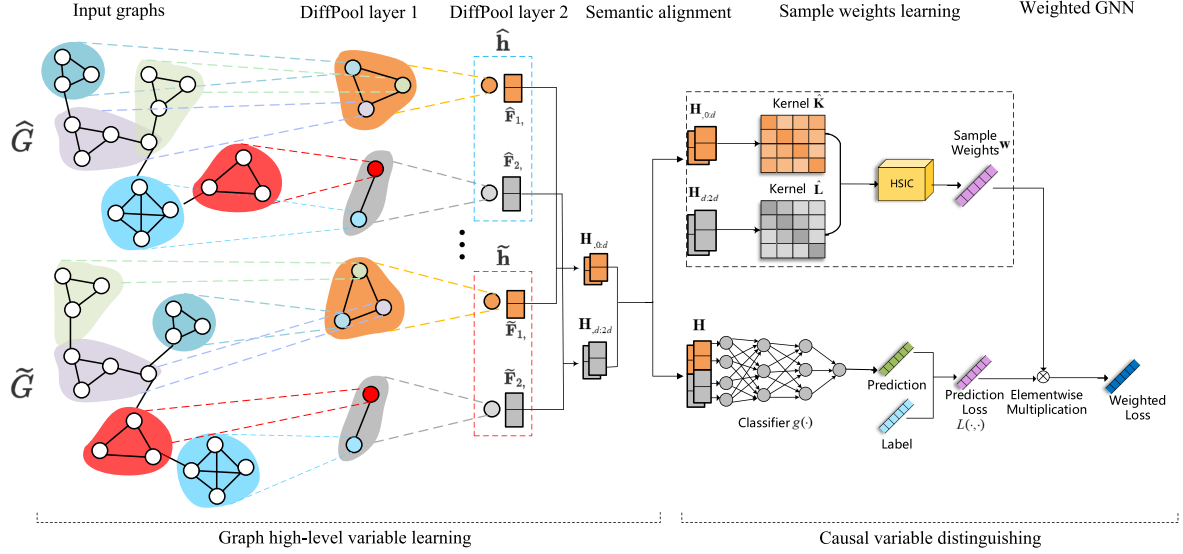 Input graphs
DiffPool layer 1
DiffPool layer 2
Semantic alignment
Sample weights learning
Weighted GNN
Ĝ
ĥ
F̂₁,
F̂₂,
G̃
h̃
F̃₁,
F̃₂,
H,0:d
H,d:2d
H,0:d
Kernel K̂
Hd:2d
Kernel L̂
HSIC
Sample
Weights w
H
Classifier g(·)
Prediction
Label
Prediction
Loss
L(·,·)
Elementwise
Multiplication
Weighted
Loss
Graph high-level variable learning
Causal variable distinguishing